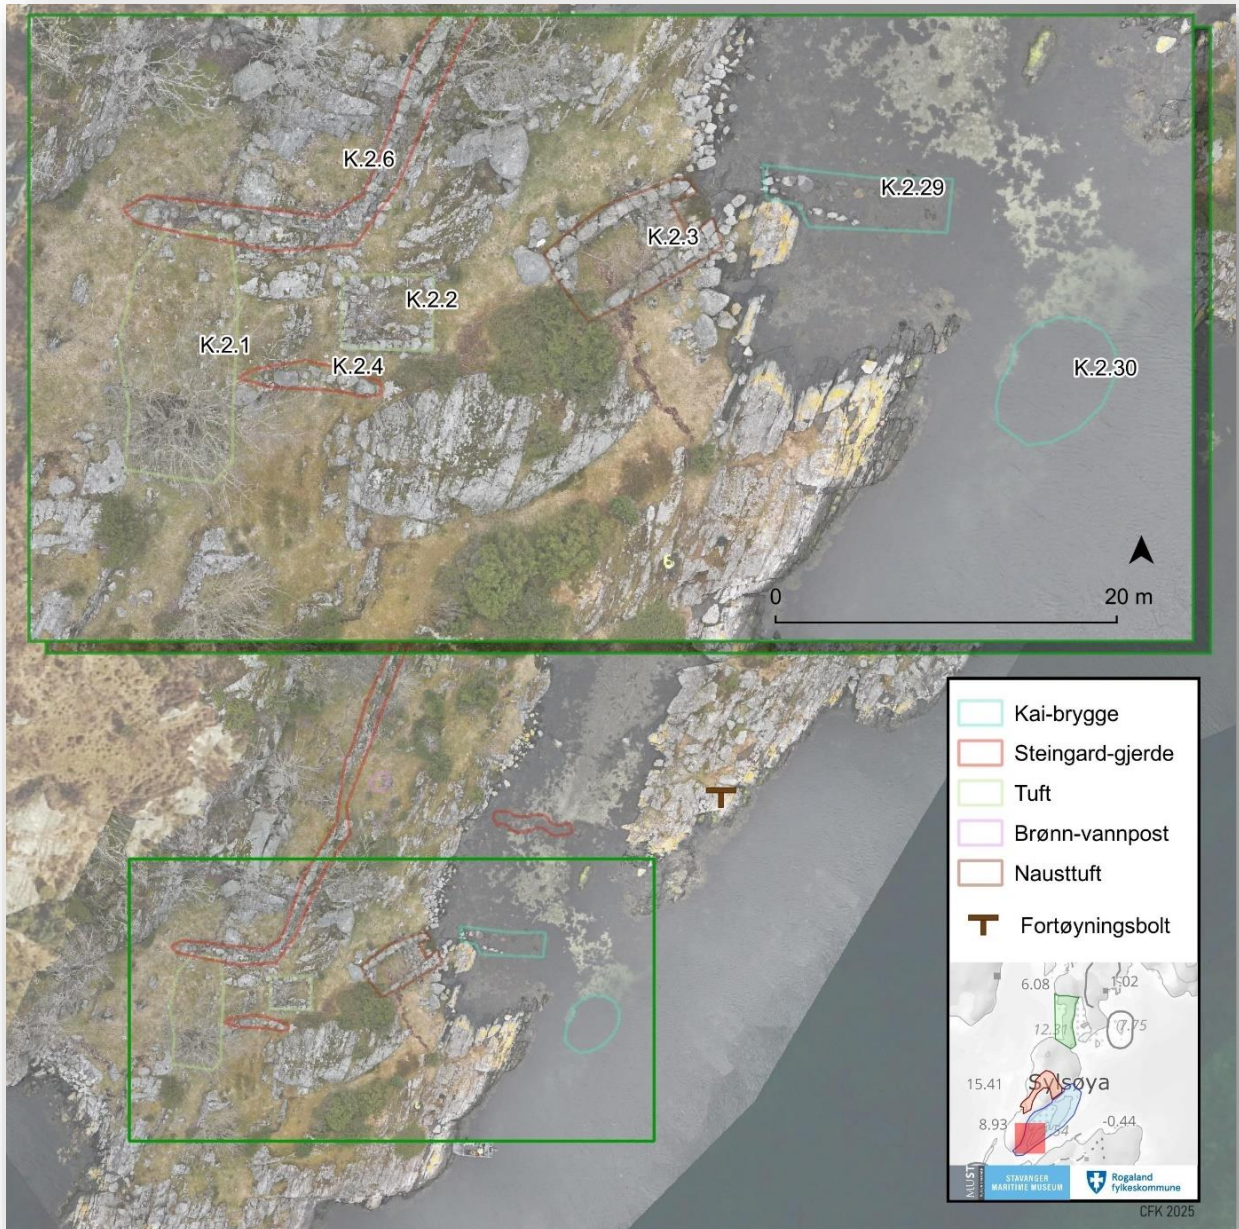 K.2.6
K.2.29
K.2.3
K.2.2
K.2.1
K.2.4
K.2.30
0 20 m
Kai-brygge
Steingard-gjerde
Tuft
Brønn-vannpost
Nausttuft
Fortøyningsbolt
6.08 1.02
12.31 7.75
15.41 Sylsøya
8.93 -0.44
MUST
STAVANGER
MARITIME MUSEUM
Rogaland
fylkeskommune
CFK 2025